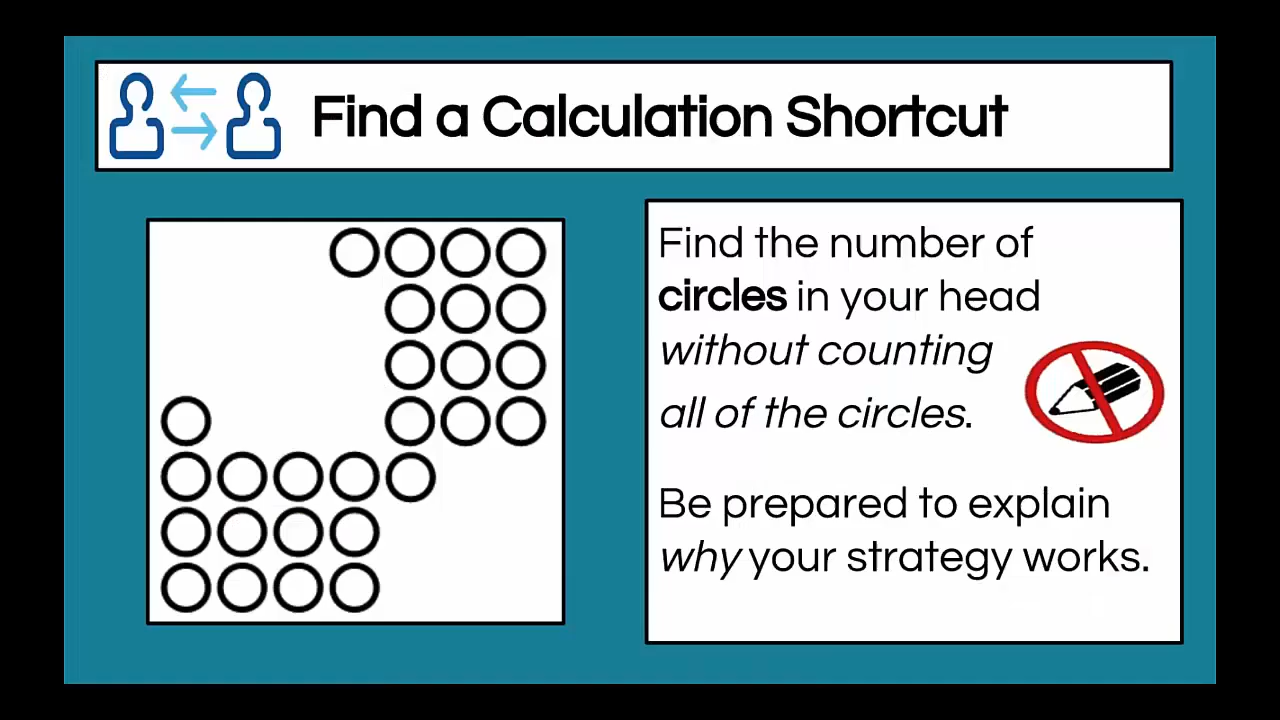 Find a Calculation Shortcut
Find the number of
circles in your head
without counting
all of the circles.
Be prepared to explain
why your strategy works.